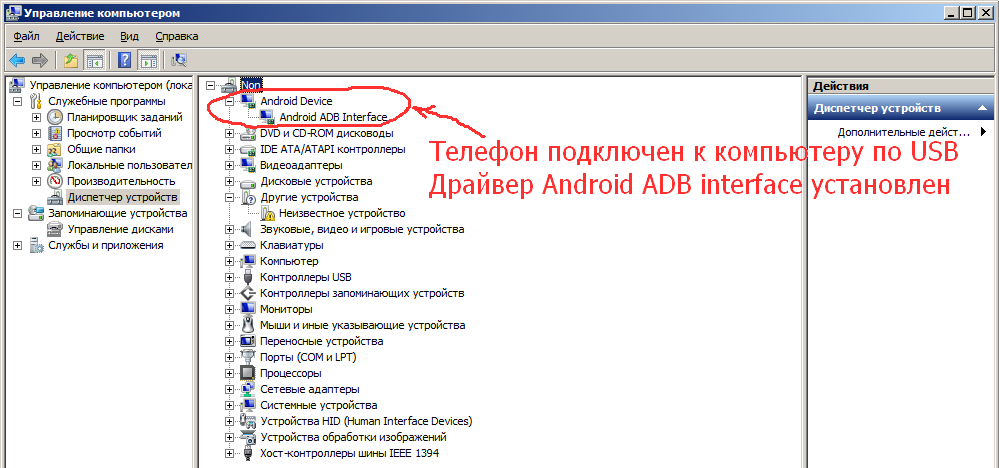 Управление компьютером
Файл Действие Вид Справка
Управление компьютером (лока
Служебные программы
Планировщик заданий
Просмотр событий
Общие папки
Локальные пользовател
Производительность
Диспетчер устройств
Запоминающие устройства
Управление дисками
Службы и приложения
Non
Android Device
Android ADB Interface
DVD и CD-ROM дисководы
IDE ATA/ATAPI контроллеры
Видеоадаптеры
Дисковые устройства
Другие устройства
Неизвестное устройство
Звуковые, видео и игровые устройства
Клавиатуры
Компьютер
Контроллеры USB
Контроллеры запоминающих устройств
Мониторы
Мыши и иные указывающие устройства
Переносные устройства
Порты (COM и LPT)
Процессоры
Сетевые адаптеры
Системные устройства
Устройства HID (Human Interface Devices)
Устройства обработки изображений
Хост-контроллеры шины IEEE 1394
Телефон подключен к компьютеру по USB
Драйвер Android ADB interface установлен
Действия
Диспетчер устройств
Дополнительные дейст...